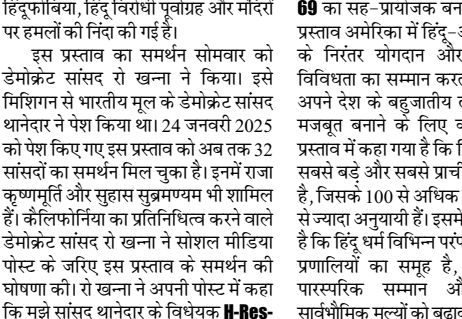 हिंदूफोबिया, हिंदू विरोधी पूर्वाग्रह और मंदिरों
पर हमलों की निंदा की गई है।
इस प्रस्ताव का समर्थन सोमवार को
डेमोक्रेट सांसद रो खन्ना ने किया। इसे
मिशिगन से भारतीय मूल के डेमोक्रेट सांसद
थानेदार ने पेश किया था। 24 जनवरी 2025
को पेश किए गए इस प्रस्ताव को अब तक 32
सांसदों का समर्थन मिल चुका है। इनमें राजा
कृष्णमूर्ति और सुहास सुब्रमण्यम भी शामिल
हैं। कैलिफोर्निया का प्रतिनिधित्व करने वाले
डेमोक्रेट सांसद रो खन्ना ने सोशल मीडिया
पोस्ट के जरिए इस प्रस्ताव के समर्थन की
घोषणा की। रो खन्ना ने अपनी पोस्ट में कहा
कि मुझे सांसद थानेदार के विधेयक H-Res-
69 का सह-प्रायोजक बन
प्रस्ताव अमेरिका में हिंदू-अ
के निरंतर योगदान और
विविधता का सम्मान करत
अपने देश के बहुजातीय
मजबूत बनाने के लिए
प्रस्ताव में कहा गया है कि
सबसे बड़े और सबसे प्राची
है, जिसके 100 से अधिक
से ज्यादा अनुयायी हैं। इसमें
है कि हिंदू धर्म विभिन्न परंप
प्रणालियों का समूह है,
पारस्परिक सम्मान औ
सार्वभौमिक मूल्यों को बढ़ाव